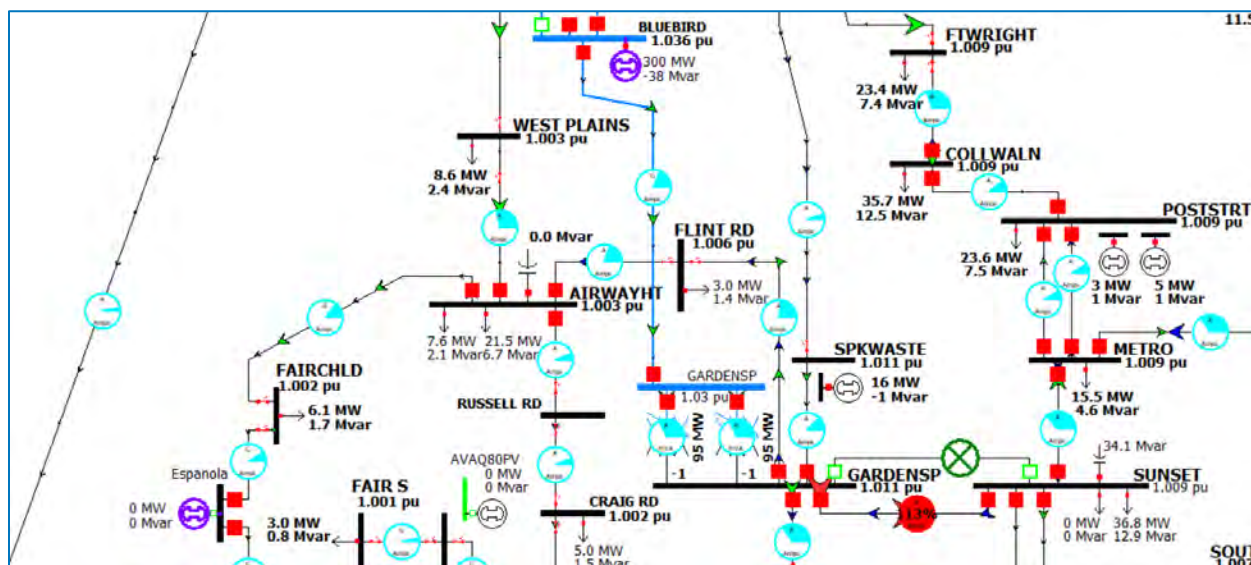 11.5
BLUEBIRD
1.036 pu
300 MW
-38 Mvar
FTWRIGHT
1.009 pu
23.4 MW
7.4 Mvar
WEST PLAINS
1.003 pu
8.6 MW
2.4 Mvar
COLLWALN
1.009 pu
35.7 MW
12.5 Mvar
POSTSTRT
1.009 pu
23.6 MW
7.5 Mvar
3 MW
1 Mvar
5 MW
1 Mvar
FLINT RD
1.006 pu
3.0 MW
1.4 Mvar
0.0 Mvar
AIRWAYHT
1.003 pu
7.6 MW
2.1 Mvar
21.5 MW
6.7 Mvar
SPKWASTE
1.011 pu
16 MW
-1 Mvar
METRO
1.009 pu
15.5 MW
4.6 Mvar
FAIRCHLD
1.002 pu
6.1 MW
1.7 Mvar
GARDENSP
1.03 pu
95 MW
95 MW
-1
-1
RUSSELL RD
Espanola
0 MW
0 Mvar
AVAQ80PV
0 MW
0 Mvar
FAIR S
1.001 pu
3.0 MW
0.8 Mvar
CRAIG RD
1.002 pu
5.0 MW
1.5 Mvar
GARDENSP
1.011 pu
113%
34.1 Mvar
SUNSET
1.009 pu
0 MW
0 Mvar
36.8 MW
12.9 Mvar
SOUT